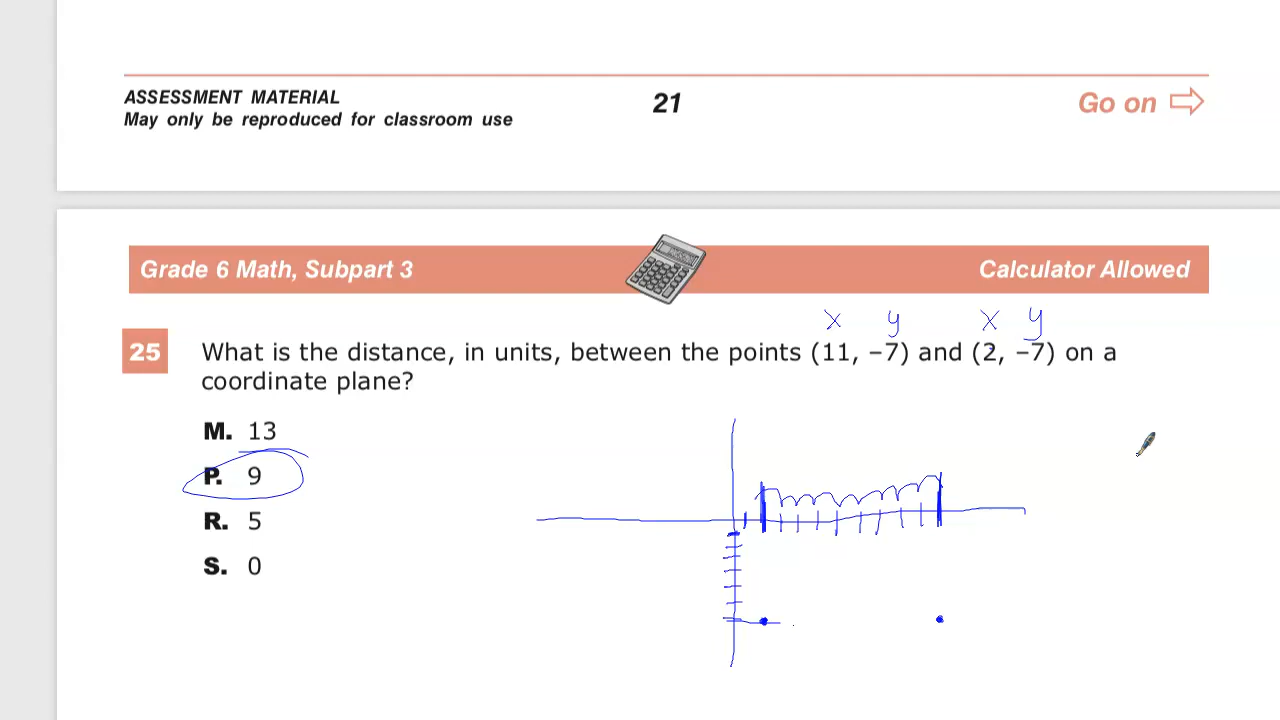 ASSESSMENT MATERIAL
May only be reproduced for classroom use
21
Go on
Grade 6 Math, Subpart 3
Calculator Allowed
x y x y
25 What is the distance, in units, between the points (11, –7) and (2, –7) on a
coordinate plane?
M. 13
P. 9
R. 5
S. 0